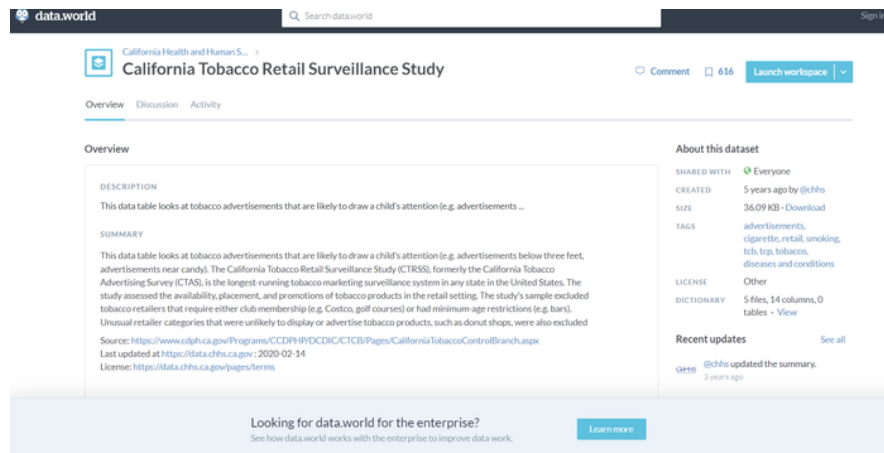 data.world
Search data.world
Sign in
California Health and Human S... >
California Tobacco Retail Surveillance Study
Comment
616
Launch workspace
Overview Discussion Activity
Overview
DESCRIPTION
This data table looks at tobacco advertisements that are likely to draw a child's attention (e.g. advertisements ...
SUMMARY
This data table looks at tobacco advertisements that are likely to draw a child's attention (e.g. advertisements below three feet,
advertisements near candy). The California Tobacco Retail Surveillance Study (CTRSS), formerly the California Tobacco
Advertising Survey (CTAS), is the longest-running tobacco marketing surveillance system in any state in the United States. The
study assessed the availability, placement, and promotions of tobacco products in the retail setting. The study's sample excluded
tobacco retailers that require either club membership (e.g. Costco, golf courses) or had minimum-age restrictions (e.g. bars).
Unusual retailer categories that were unlikely to display or advertise tobacco products, such as donut shops, were also excluded
Source: https://www.cdph.ca.gov/Programs/CCDPHP/DCDIC/CTCB/Pages/CaliforniaTobaccoControlBranch.aspx
Last updated at https://data.chhs.ca.gov : 2020-02-14
License: https://data.chhs.ca.gov/pages/terms
About this dataset
SHARED WITH Everyone
CREATED 5 years ago by @chhs
SIZE 36.09 KB • Download
TAGS advertisements,
cigarette, retail, smoking,
tcb, tcp, tobacco,
diseases and conditions
LICENSE Other
DICTIONARY 5 files, 14 columns, 0
tables • View
Recent updates See all
@chhs updated the summary.
3 years ago
Looking for data.world for the enterprise?
See how data.world works with the enterprise to improve data work.
Learn more